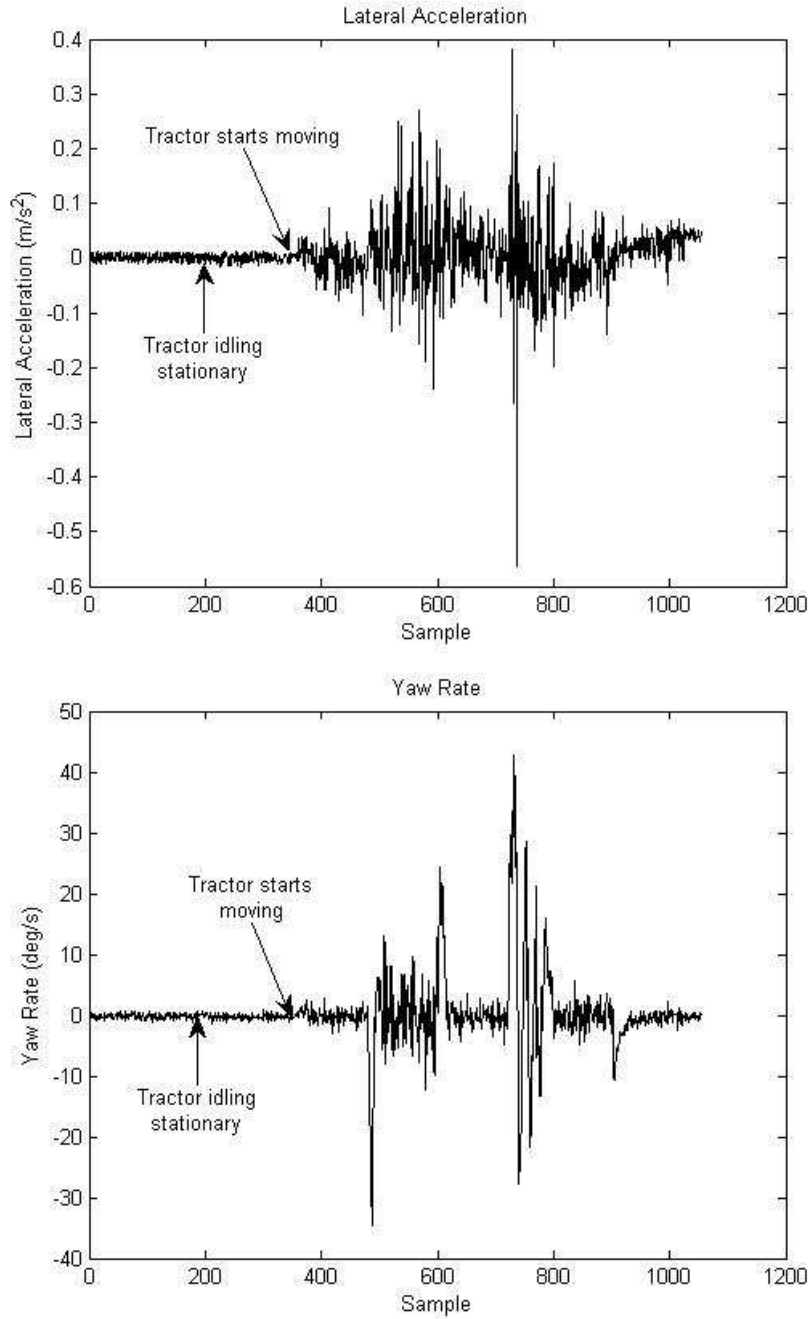 Lateral Acceleration
0.4
0.3
0.2
0.1
0
-0.1
-0.2
-0.3
-0.4
-0.5
-0.6
Lateral Acceleration (m/s²)
Tractor starts moving
Tractor idling
stationary
0 200 400 600 800 1000 1200
Sample
Yaw Rate
50
40
30
20
10
0
-10
-20
-30
-40
Yaw Rate (deg/s)
Tractor starts
moving
Tractor idling
stationary
0 200 400 600 800 1000 1200
Sample